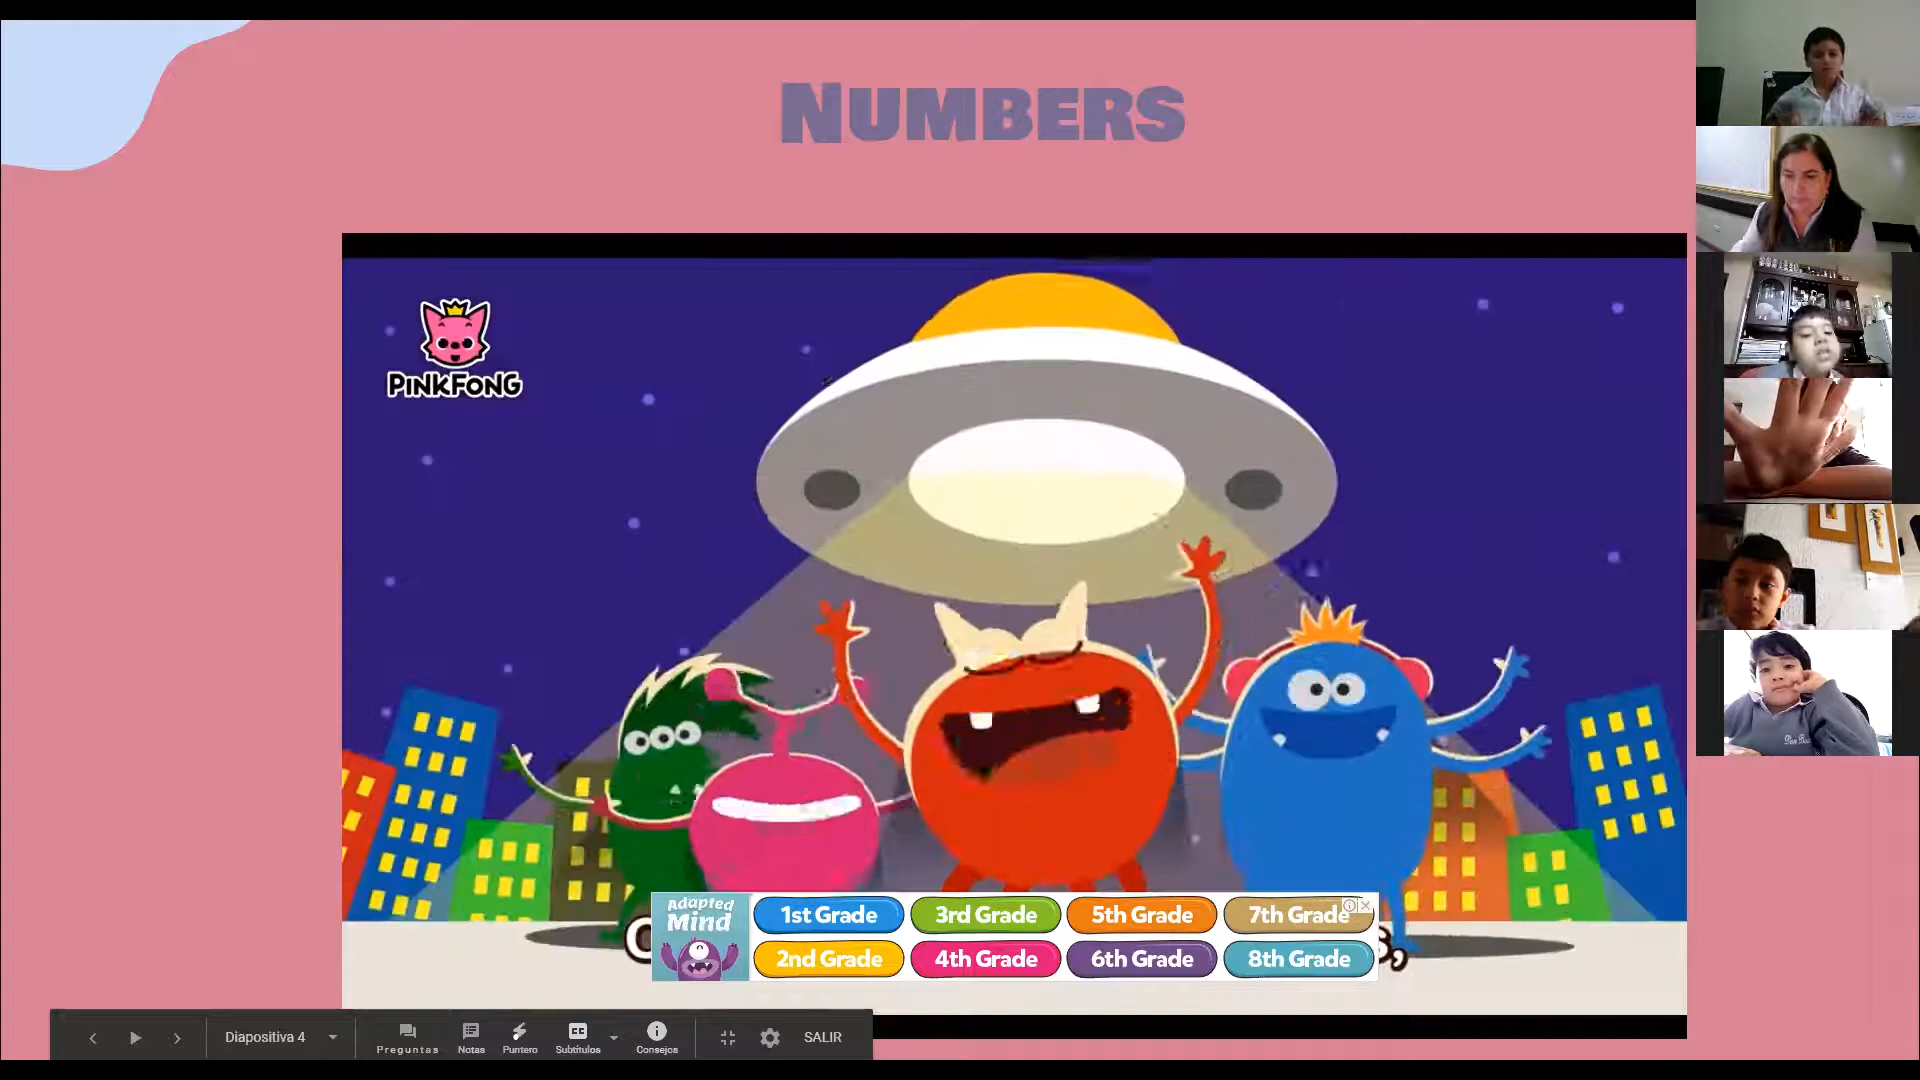 NUMBERS
PINKFONG
Adapted
Mind
1st Grade
3rd Grade
5th Grade
7th Grade
2nd Grade
4th Grade
6th Grade
8th Grade
Diapositiva 4
Preguntas
Notas
Puntero
Subtítulos
Consejos
SALIR